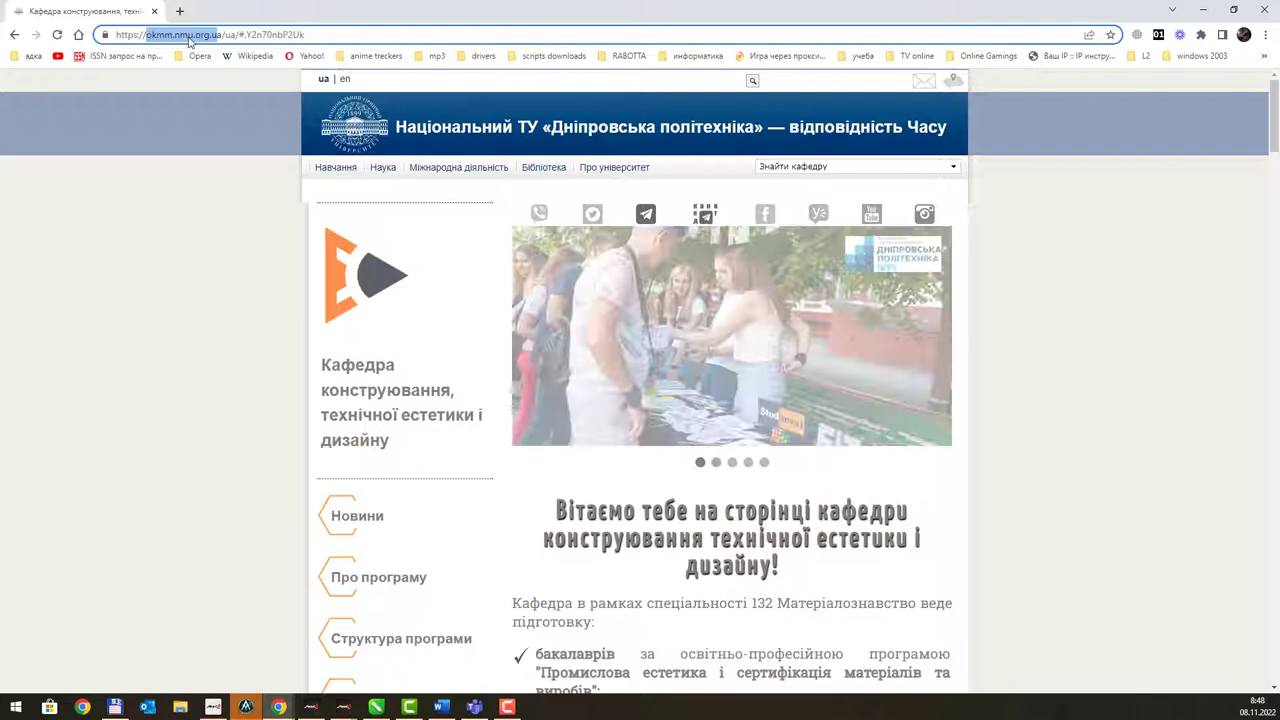 Кафедра конструювання, техніч
https://okmm.nmu.org.ua/ua/#.Y2n70nbP2Uk
адка
ISSN запрос на пр...
Opera
Wikipedia
Yahoo!
anime treckers
mp3
drivers
scripts downloads
RABOTTA
информатика
Игра через прокси...
учеба
TV online
Online Gamings
Ваш IP :: IP инстру...
L2
windows 2003
»
ua | en
Національний ТУ «Дніпровська політехніка» — відповідність Часу
Навчання
Наука
Міжнародна діяльність
Бібліотека
Про університет
Знайти кафедру
ДНІПРОВСЬКА
ПОЛІТЕХНІКА
Кафедра
конструювання,
технічної естетики і
дизайну
Новини
Про програму
Структура програми
Вітаємо тебе на сторінці кафедри
конструювання технічної естетики і
дизайну!
Кафедра в рамках спеціальності 132 Матеріалознавство веде
підготовку:
бакалаврів за освітньо-професійною програмою
"Промислова естетика і сертифікація матеріалів та
виробів";
8:48
08.11.2022